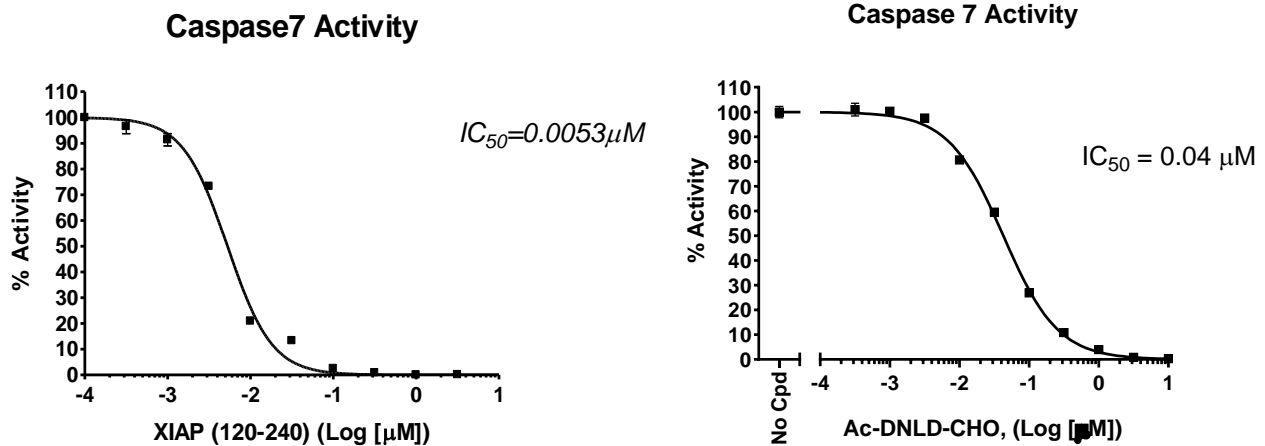 Caspase7 Activity
110
100
90
80
70
60
50
40
30
20
10
0
% Activity
-4 -3 -2 -1 0 1
XIAP (120-240) (Log [μM])
IC50=0.0053μM
Caspase 7 Activity
110
100
90
80
70
60
50
40
30
20
10
0
% Activity
No Cpd
-4 -3 -2 -1 0 1
Ac-DNLD-CHO, (Log [μM])
IC50 = 0.04 μM